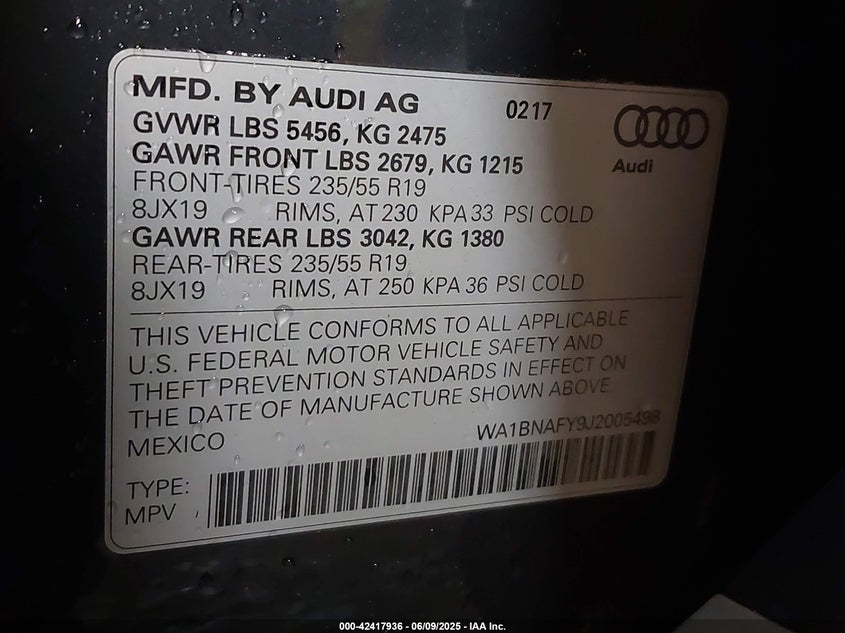 MFD. BY AUDI AG 0217
Audi
GVWR LBS 5456, KG 2475
GAWR FRONT LBS 2679, KG 1215
FRONT-TIRES 235/55 R19
8JX19 RIMS, AT 230 KPA 33 PSI COLD
GAWR REAR LBS 3042, KG 1380
REAR-TIRES 235/55 R19
8JX19 RIMS, AT 250 KPA 36 PSI COLD
THIS VEHICLE CONFORMS TO ALL APPLICABLE
U.S. FEDERAL MOTOR VEHICLE SAFETY AND
THEFT PREVENTION STANDARDS IN EFFECT ON
THE DATE OF MANUFACTURE SHOWN ABOVE
MEXICO WA1BNAFY9J2005498
TYPE:
MPV
000-42417936 - 06/09/2025 - IAA Inc.